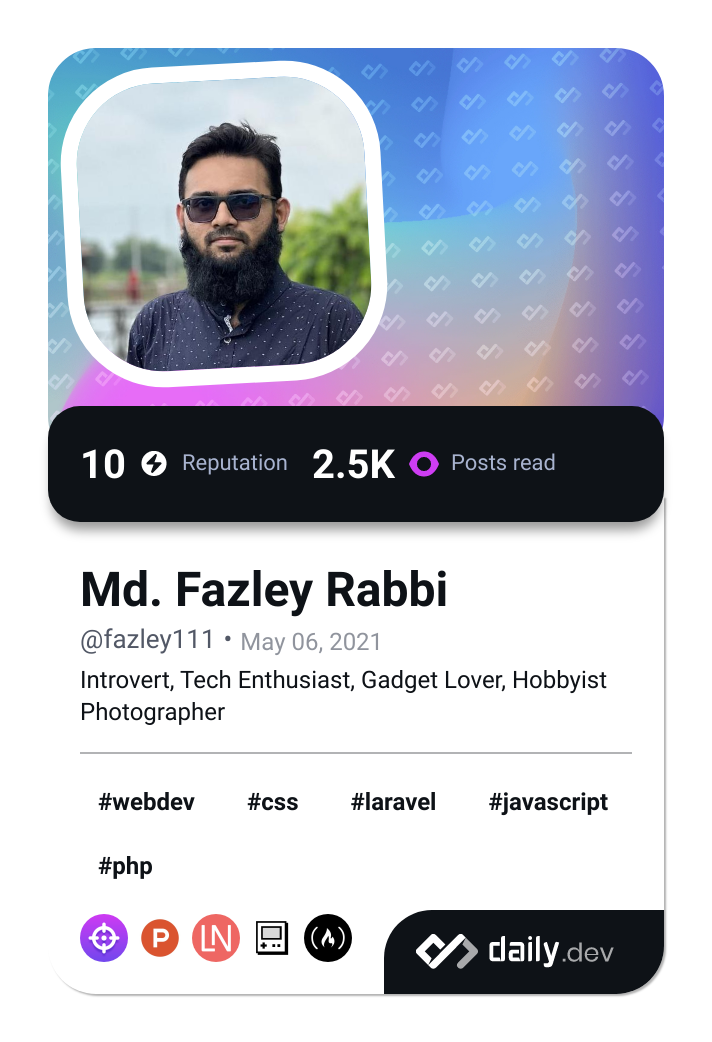 10 Reputation 2.5K Posts read
Md. Fazley Rabbi
@fazley111 • May 06, 2021
Introvert, Tech Enthusiast, Gadget Lover, Hobbyist
Photographer
#webdev #css #laravel #javascript
#php
P LN daily.dev